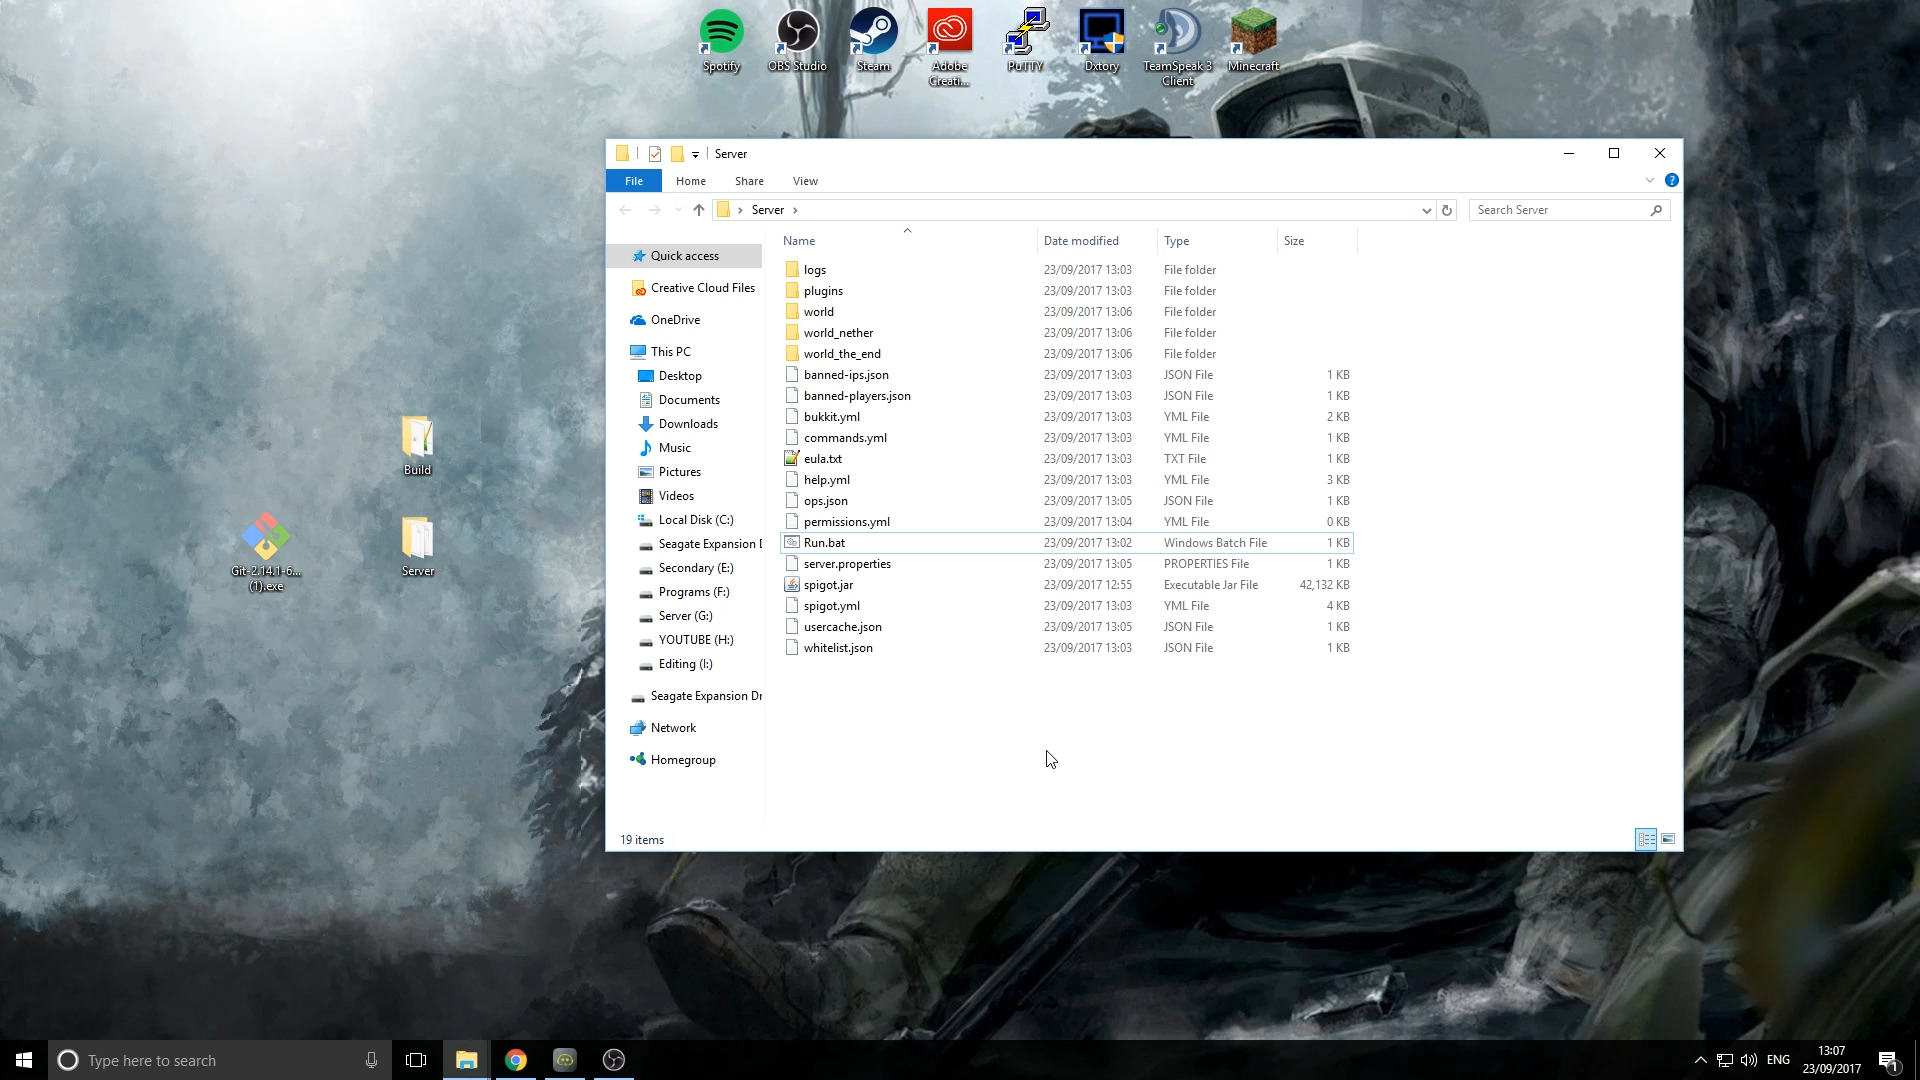 Spotify
OBS Studio
Steam
Adobe Creati...
PuTTY
Dxtory
TeamSpeak 3 Client
Minecraft
Build
Git-2.14.1-6... (1).exe
Server
Server
File Home Share View
Server
Search Server
Quick access
Creative Cloud Files
OneDrive
This PC
Desktop
Documents
Downloads
Music
Pictures
Videos
Local Disk (C:)
Seagate Expansion D
Secondary (E:)
Programs (F:)
Server (G:)
YOUTUBE (H:)
Editing (I:)
Seagate Expansion Dr
Network
Homegroup
Name Date modified Type Size
logs 23/09/2017 13:03 File folder
plugins 23/09/2017 13:03 File folder
world 23/09/2017 13:06 File folder
world_nether 23/09/2017 13:06 File folder
world_the_end 23/09/2017 13:06 File folder
banned-ips.json 23/09/2017 13:03 JSON File 1 KB
banned-players.json 23/09/2017 13:03 JSON File 1 KB
bukkit.yml 23/09/2017 13:03 YML File 2 KB
commands.yml 23/09/2017 13:03 YML File 1 KB
eula.txt 23/09/2017 13:03 TXT File 1 KB
help.yml 23/09/2017 13:03 YML File 3 KB
ops.json 23/09/2017 13:05 JSON File 1 KB
permissions.yml 23/09/2017 13:04 YML File 0 KB
Run.bat 23/09/2017 13:02 Windows Batch File 1 KB
server.properties 23/09/2017 13:05 PROPERTIES File 1 KB
spigot.jar 23/09/2017 12:55 Executable Jar File 42,132 KB
spigot.yml 23/09/2017 13:03 YML File 4 KB
usercache.json 23/09/2017 13:05 JSON File 1 KB
whitelist.json 23/09/2017 13:03 JSON File 1 KB
19 items
Type here to search
ENG
13:07
23/09/2017
1